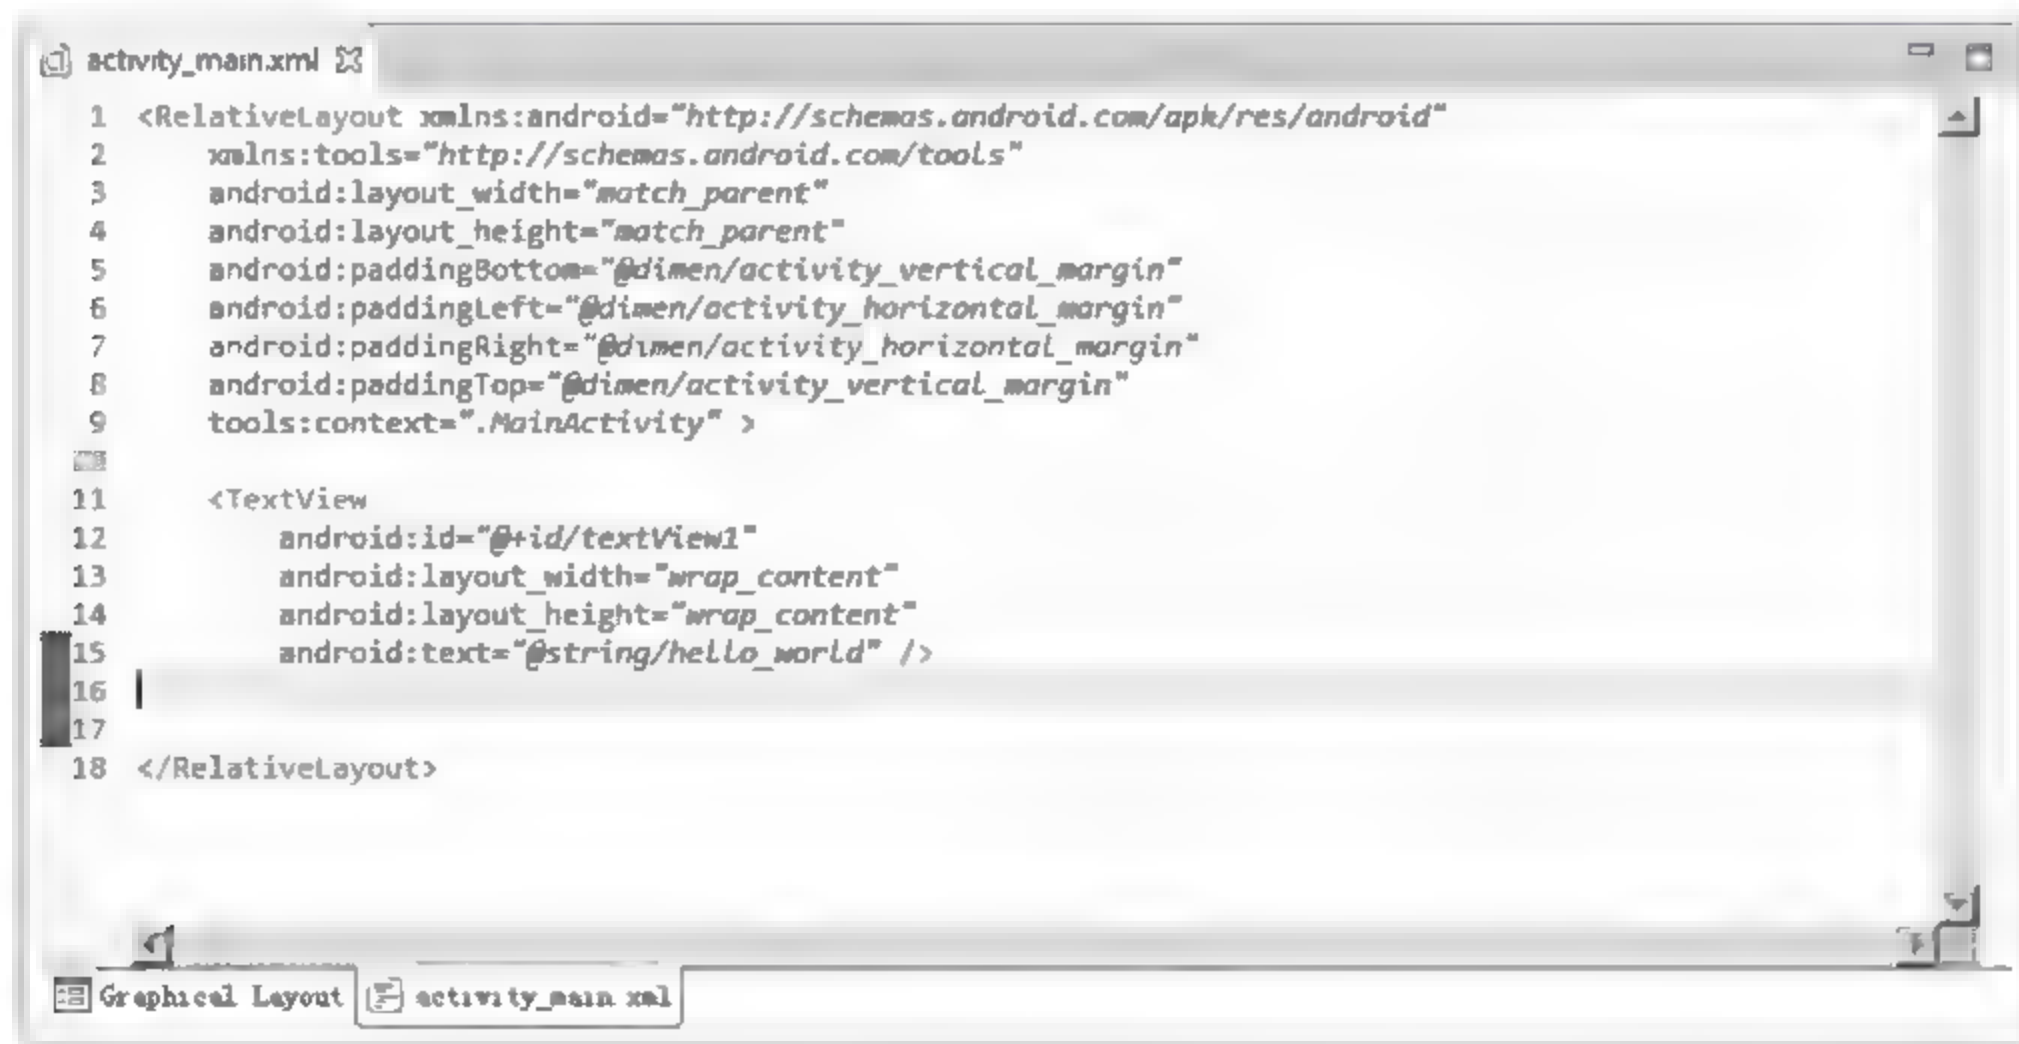 activity_main.xml
1 <RelativeLayout xmlns:android="http://schemas.android.com/apk/res/android"
2 xmlns:tools="http://schemas.android.com/tools"
3 android:layout_width="match_parent"
4 android:layout_height="match_parent"
5 android:paddingBottom="@dimen/activity_vertical_margin"
6 android:paddingLeft="@dimen/activity_horizontal_margin"
7 android:paddingRight="@dimen/activity_horizontal_margin"
8 android:paddingTop="@dimen/activity_vertical_margin"
9 tools:context=".MainActivity" >
11 <TextView
12 android:id="@+id/textView1"
13 android:layout_width="wrap_content"
14 android:layout_height="wrap_content"
15 android:text="@string/hello_world" />
16
17
18 </RelativeLayout>
Graphical Layout activity_main.xml